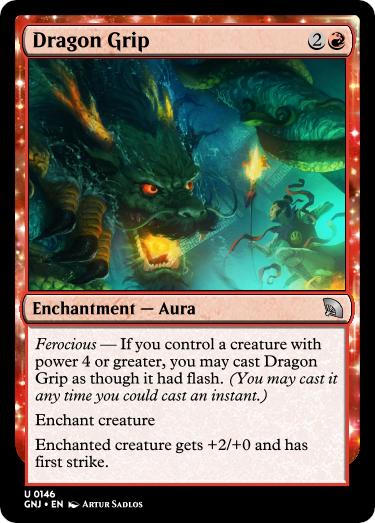 Dragon Grip 2
Enchantment — Aura
Ferocious — If you control a creature with
power 4 or greater, you may cast Dragon
Grip as though it had flash. (You may cast it
any time you could cast an instant.)
Enchant creature
Enchanted creature gets +2/+0 and has
first strike.
U 0146
GNJ • EN Artur Sadlos